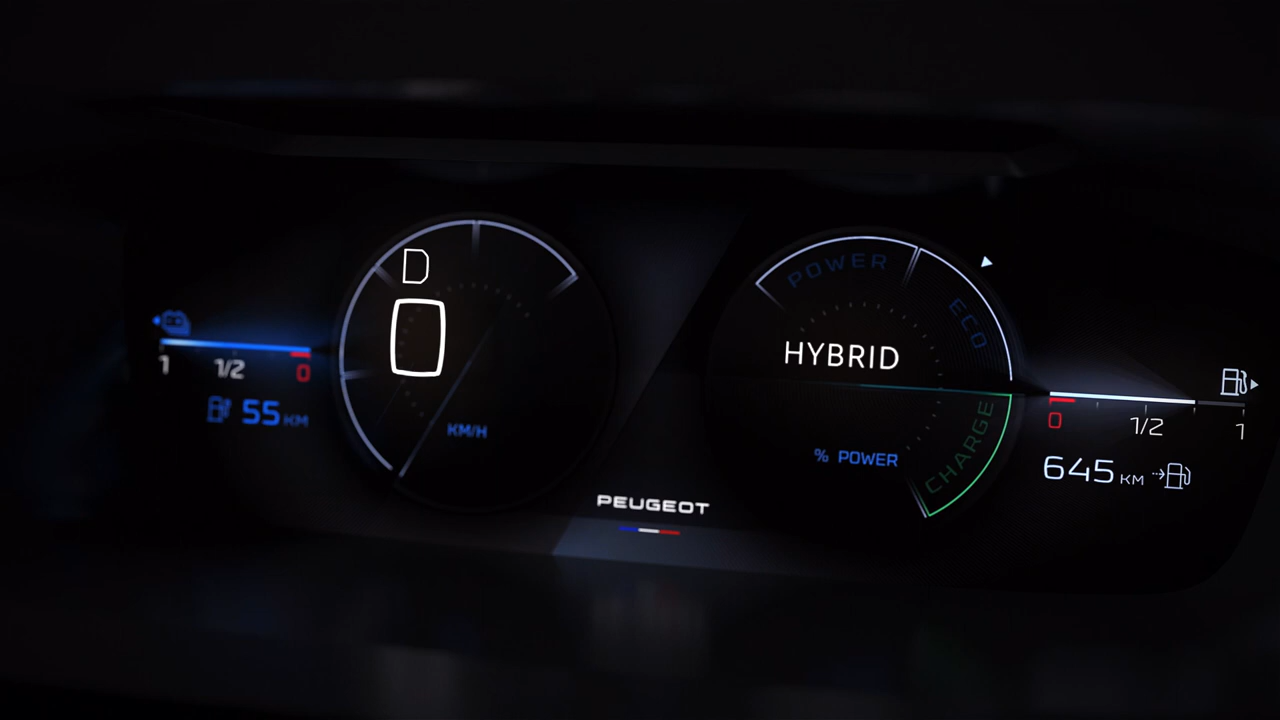 D
0
1 1/2 0
55 KM
KM/H
POWER
ECO
HYBRID
CHARGE
% POWER
0 1/2 1
645 KM
PEUGEOT